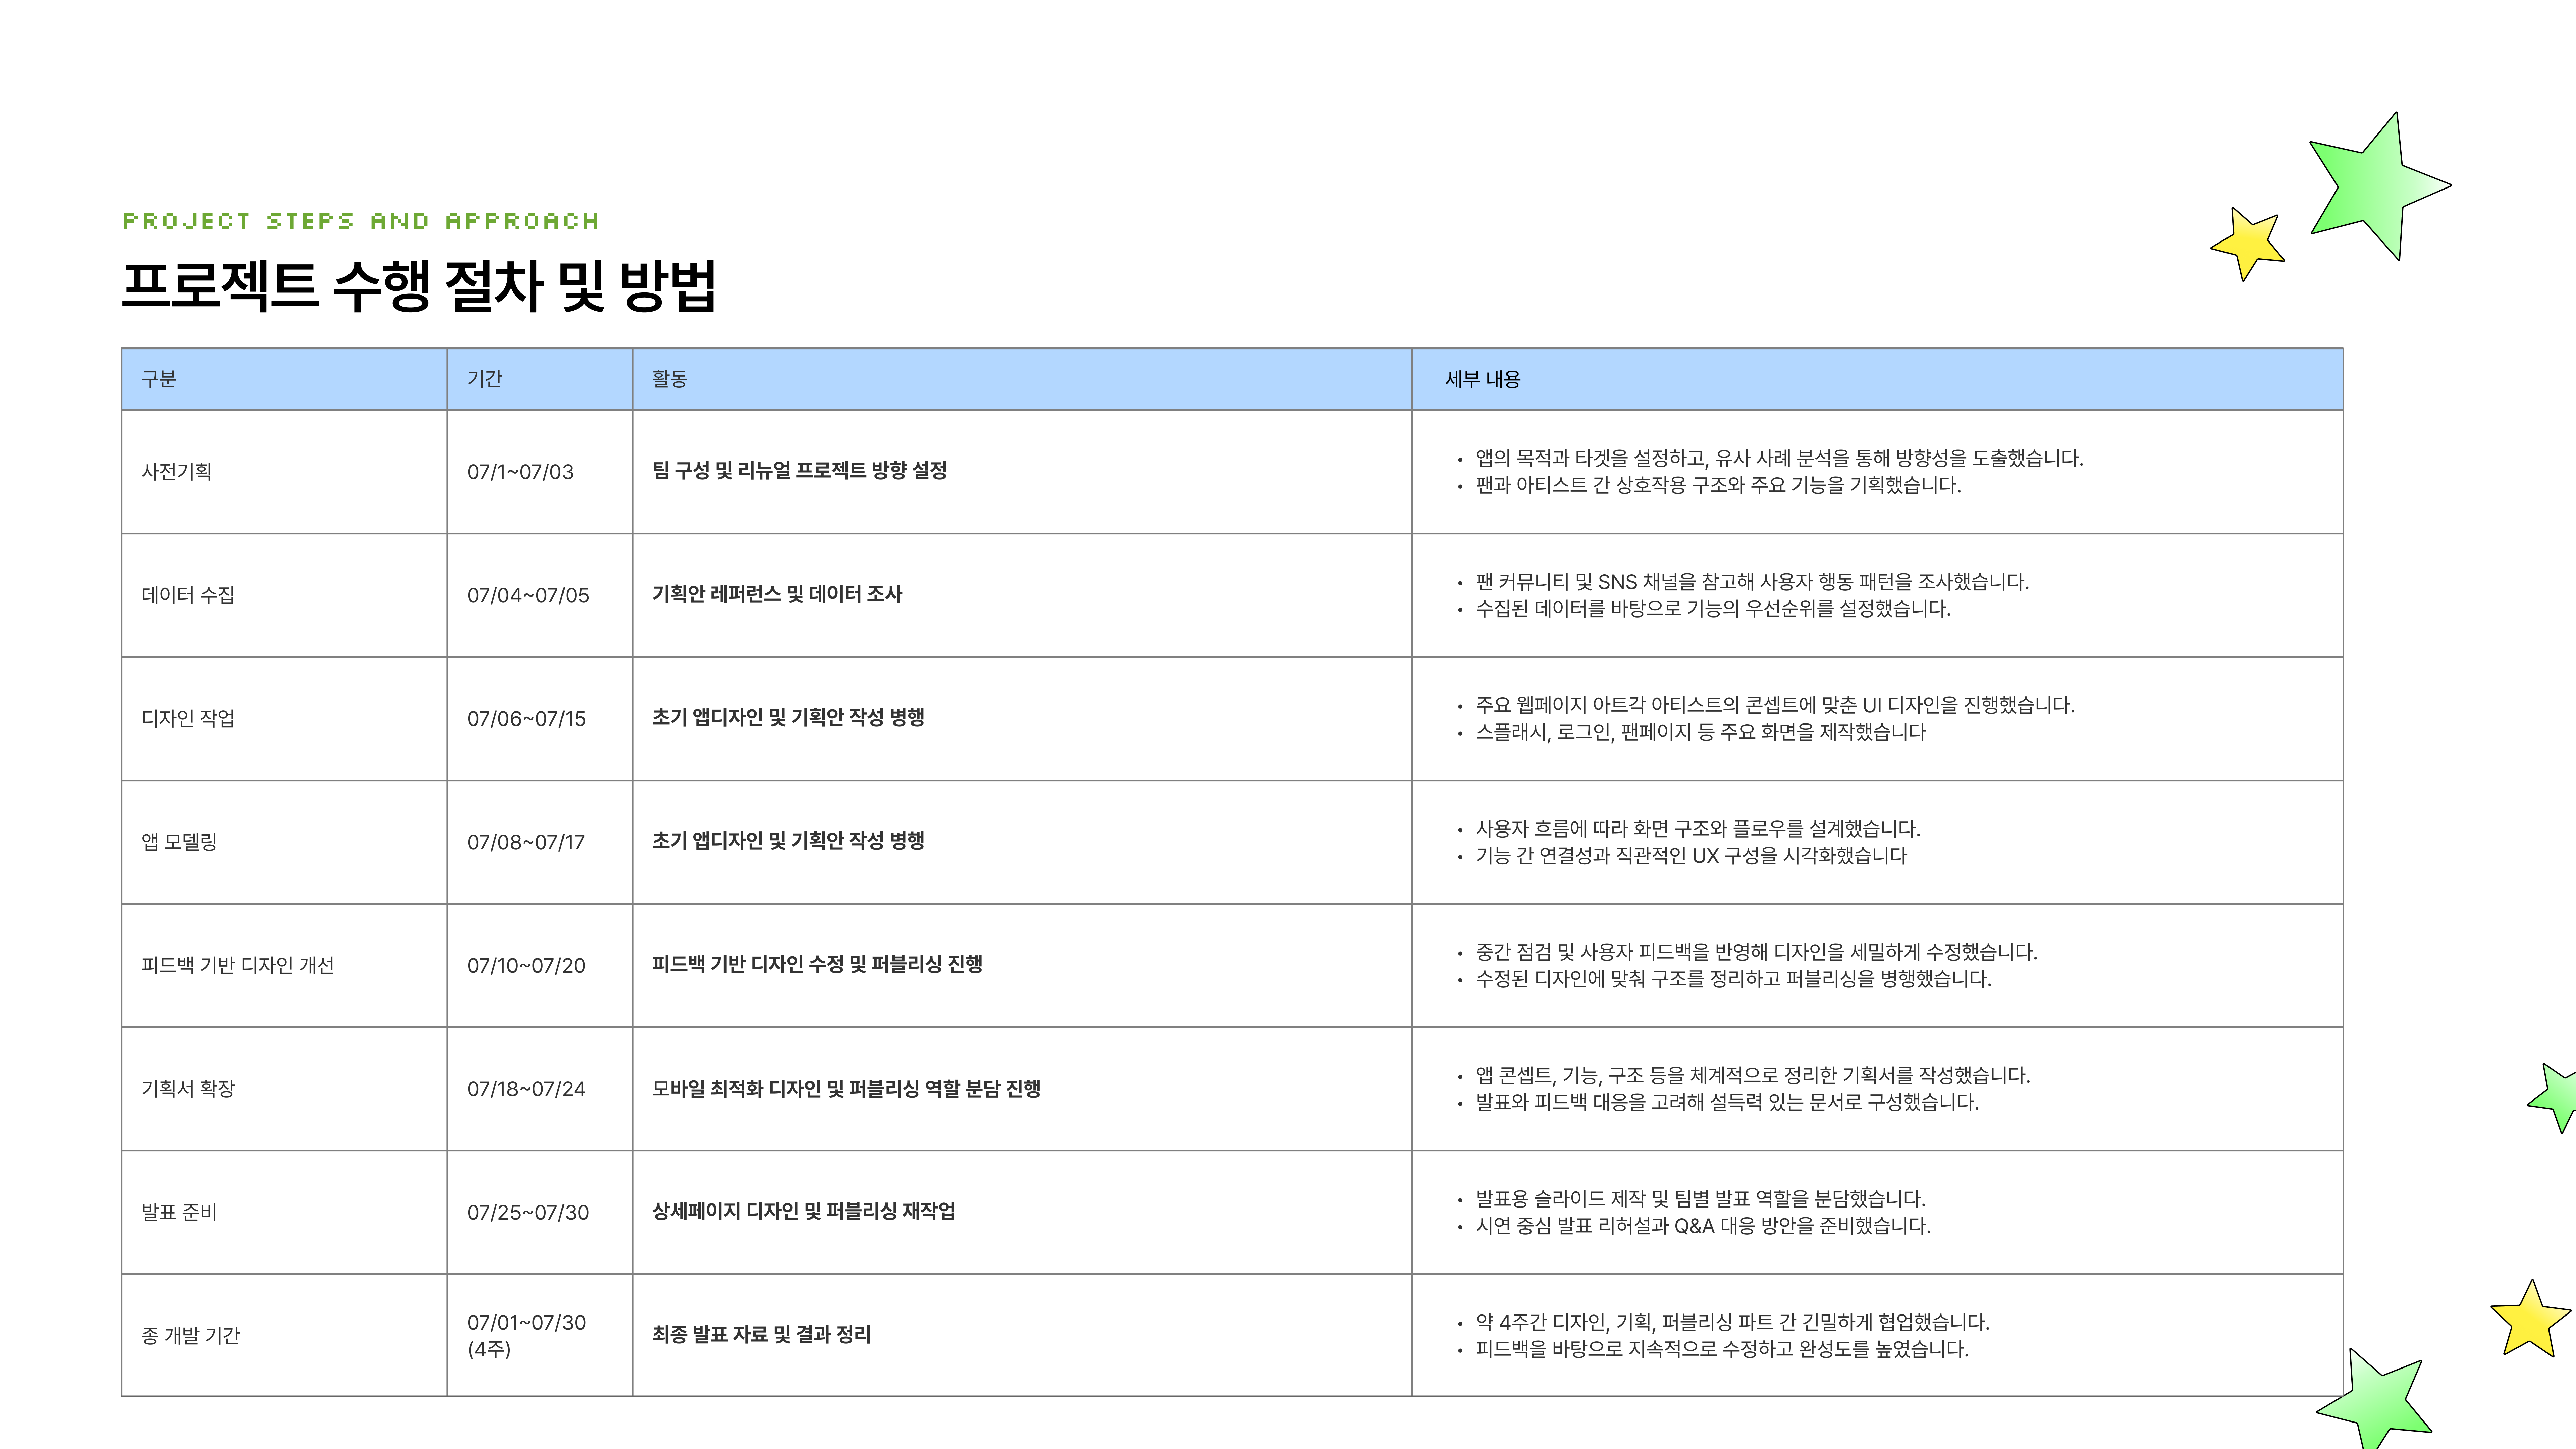 PROJECT STEPS AND APPROACH
프로젝트 수행 절차 및 방법
구분 기간 활동 세부 내용
사전기획 07/1~07/03 팀 구성 및 리뉴얼 프로젝트 방향 설정
• 앱의 목적과 타겟을 설정하고, 유사 사례 분석을 통해 방향성을 도출했습니다.
• 팬과 아티스트 간 상호작용 구조와 주요 기능을 기획했습니다.
데이터 수집 07/04~07/05 기획안 레퍼런스 및 데이터 조사
• 팬 커뮤니티 및 SNS 채널을 참고해 사용자 행동 패턴을 조사했습니다.
• 수집된 데이터를 바탕으로 기능의 우선순위를 설정했습니다.
디자인 작업 07/06~07/15 초기 앱디자인 및 기획안 작성 병행
• 주요 웹페이지 아트각 아티스트의 콘셉트에 맞춘 UI 디자인을 진행했습니다.
• 스플래시, 로그인, 팬페이지 등 주요 화면을 제작했습니다
앱 모델링 07/08~07/17 초기 앱디자인 및 기획안 작성 병행
• 사용자 흐름에 따라 화면 구조와 플로우를 설계했습니다.
• 기능 간 연결성과 직관적인 UX 구성을 시각화했습니다
피드백 기반 디자인 개선 07/10~07/20 피드백 기반 디자인 수정 및 퍼블리싱 진행
• 중간 점검 및 사용자 피드백을 반영해 디자인을 세밀하게 수정했습니다.
• 수정된 디자인에 맞춰 구조를 정리하고 퍼블리싱을 병행했습니다.
기획서 확장 07/18~07/24 모바일 최적화 디자인 및 퍼블리싱 역할 분담 진행
• 앱 콘셉트, 기능, 구조 등을 체계적으로 정리한 기획서를 작성했습니다.
• 발표와 피드백 대응을 고려해 설득력 있는 문서로 구성했습니다.
발표 준비 07/25~07/30 상세페이지 디자인 및 퍼블리싱 재작업
• 발표용 슬라이드 제작 및 팀별 발표 역할을 분담했습니다.
• 시연 중심 발표 리허설과 Q&A 대응 방안을 준비했습니다.
종 개발 기간 07/01~07/30
(4주)
최종 발표 자료 및 결과 정리
• 약 4주간 디자인, 기획, 퍼블리싱 파트 간 긴밀하게 협업했습니다.
• 피드백을 바탕으로 지속적으로 수정하고 완성도를 높였습니다.